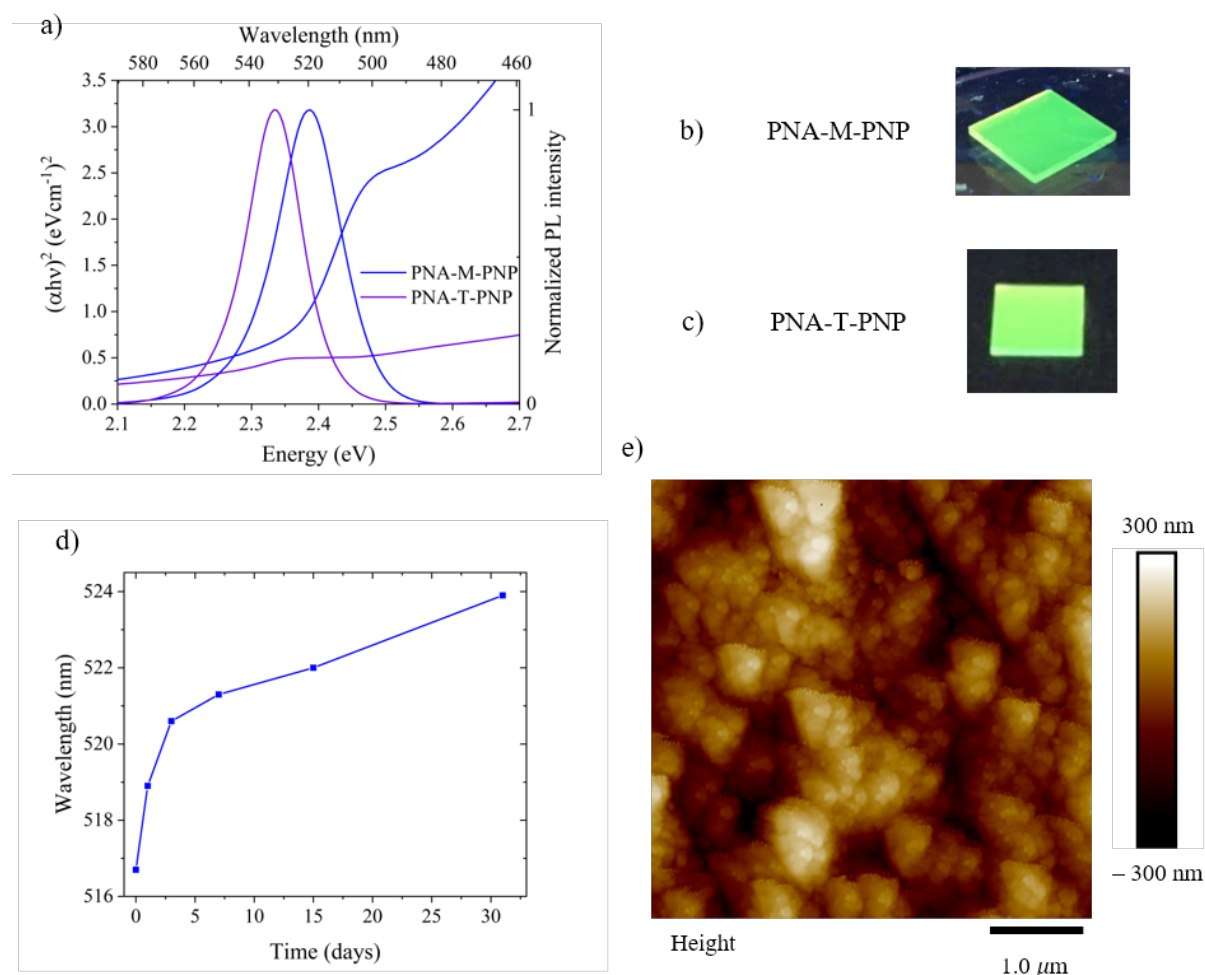 a)
Wavelength (nm)
580 560 540 520 500 480 460
3.5
3.0
2.5
2.0
1.5
1.0
0.5
0.0
(αhν)² (eVcm⁻¹)²
1
0
Normalized PL intensity
PNA-M-PNP
PNA-T-PNP
2.1 2.2 2.3 2.4 2.5 2.6 2.7
Energy (eV)
b) PNA-M-PNP
c) PNA-T-PNP
d)
524
522
520
518
516
Wavelength (nm)
0 5 10 15 20 25 30
Time (days)
e)
300 nm
– 300 nm
Height
1.0 μm